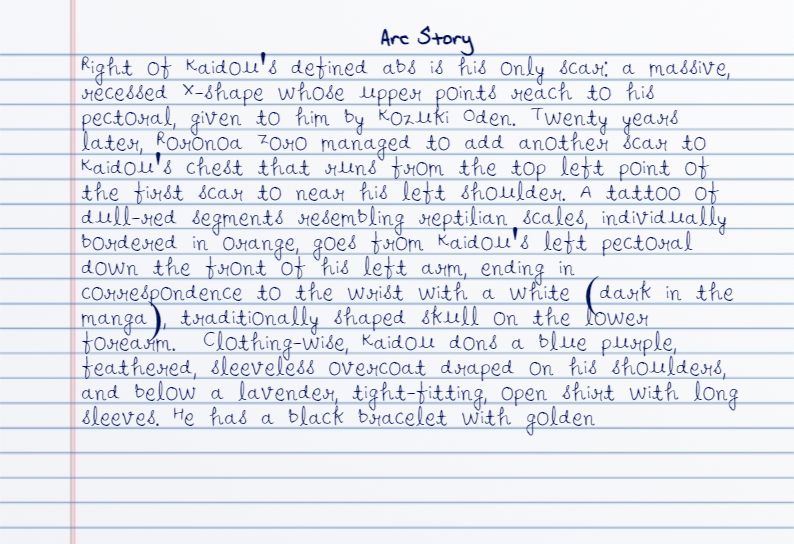 Arc Story
Right of Kaidou's defined abs is his only scar: a massive,
recessed X-shape whose upper points reach to his
pectoral, given to him by Kozuki Oden. Twenty years
later, Roronoa Zoro managed to add another scar to
Kaidou's chest that runs from the top left point of
the first scar to near his left shoulder. A tattoo of
dull-red segments resembling reptilian scales, individually
bordered in orange, goes from Kaidou's left pectoral
down the front of his left arm, ending in
correspondence to the wrist with a white (dark in the
manga), traditionally shaped skull on the lower
forearm. Clothing-wise, Kaidou dons a blue purple,
feathered, sleeveless overcoat draped on his shoulders,
and below a lavender, tight-fitting, open shirt with long
sleeves. He has a black bracelet with golden